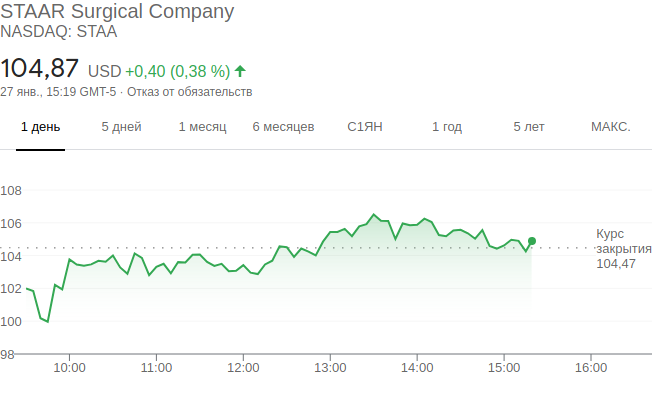 STAAR Surgical Company
NASDAQ: STAA
104,87 USD +0,40 (0,38 %)
27 янв., 15:19 GMT-5 · Отказ от обязательств
1 день 5 дней 1 месяц 6 месяцев С1ЯН 1 год 5 лет МАКС.
108
106
Курс
закрытия
104,47
104
102
100
98
10:00 11:00 12:00 13:00 14:00 15:00 16:00